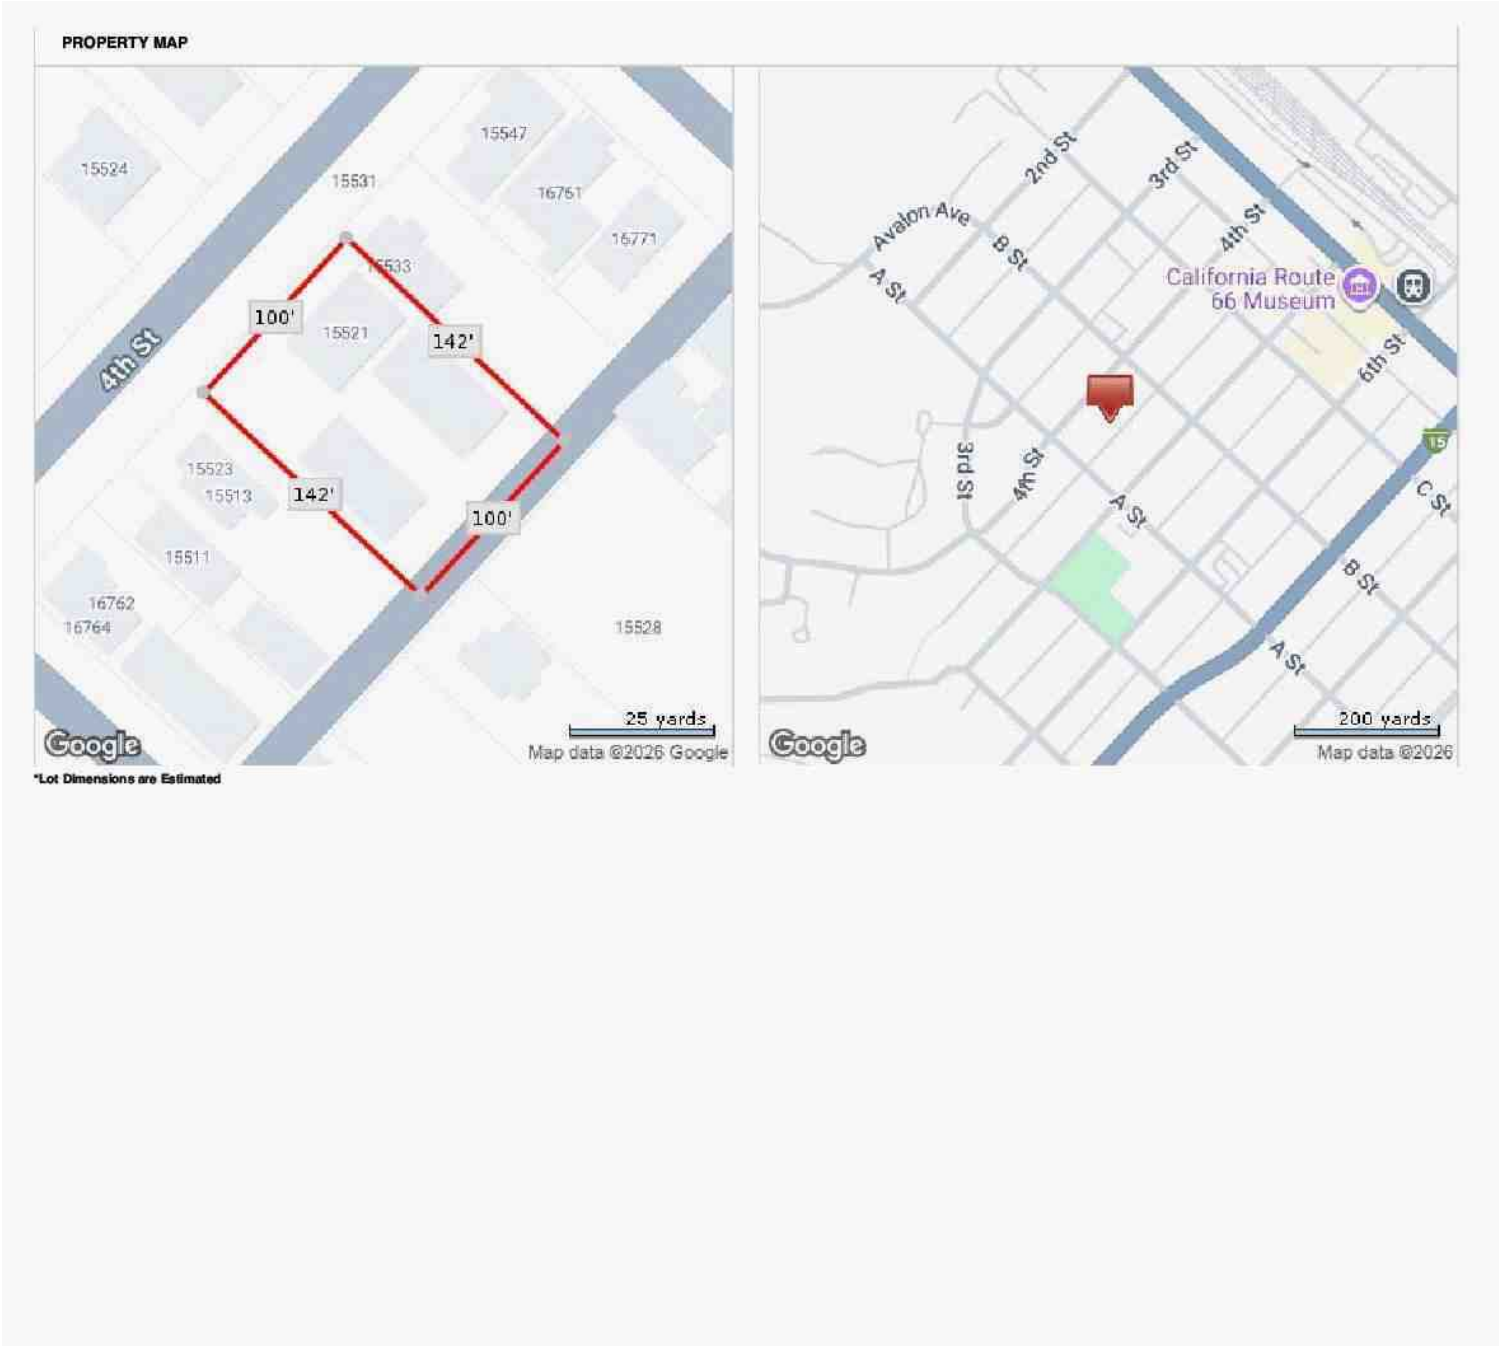 PROPERTY MAP
15524
15547
15531
16751
16771
15533
100'
15521
142'
4th St
15523
15513
142'
100'
15511
16762
16764
15528
25 yards
Google
Map data ©2026 Google
2nd St
3rd St
Avalon Ave
4th St
B St
A St
California Route
66 Museum
6th St
3rd St
4th St
15
A St
C St
B St
A St
200 yards
Google
Map data ©2026
*Lot Dimensions are Estimated